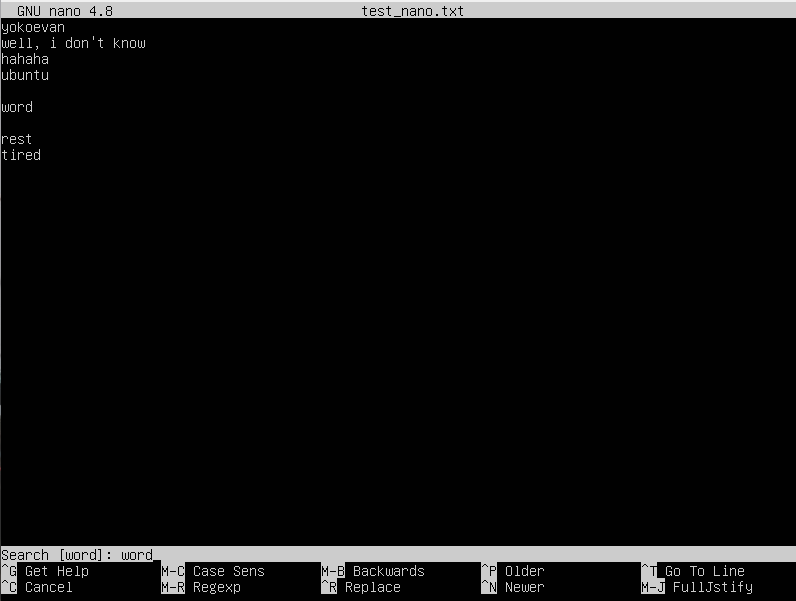 GNU nano 4.8 test_nano.txt
yokoevan
well, i don't know
hahaha
ubuntu
word
rest
tired
Search [word]: word
^G Get Help M-C Case Sens M-B Backwards ^P Older ^T Go To Line
^C Cancel M-R Regexp ^R Replace ^N Newer M-J FullJstify